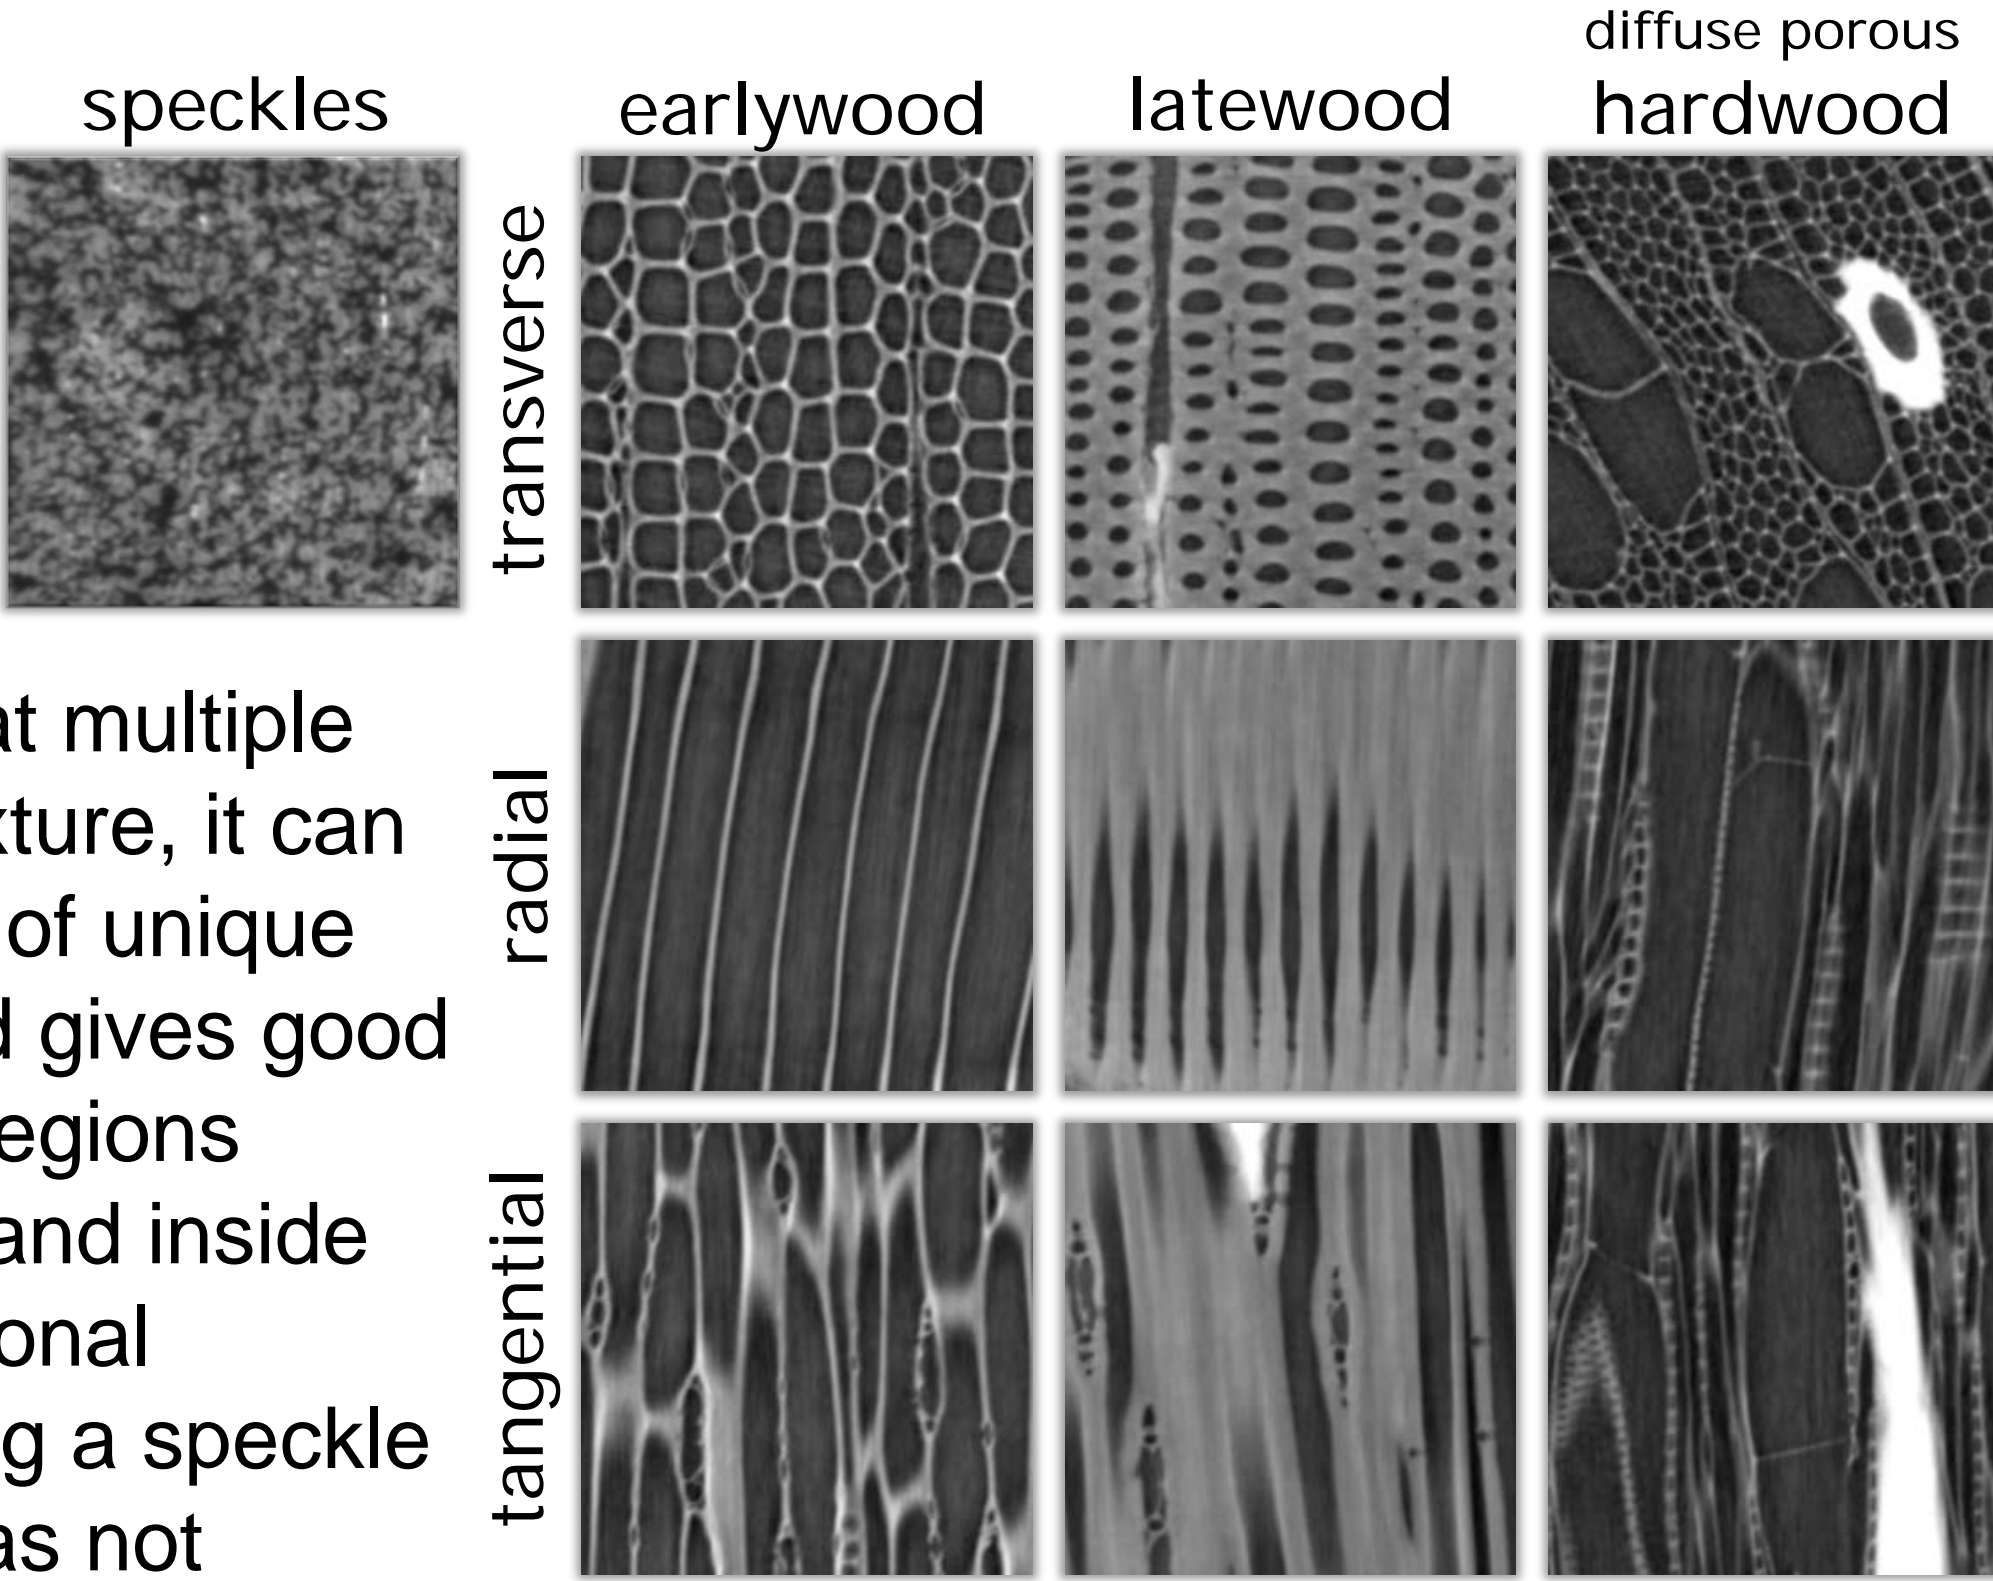 diffuse porous
speckles
earlywood
latewood
hardwood
transverse
radial
tangential
at multiple
xture, it can
of unique
d gives good
egions
and inside
onal
g a speckle
as not